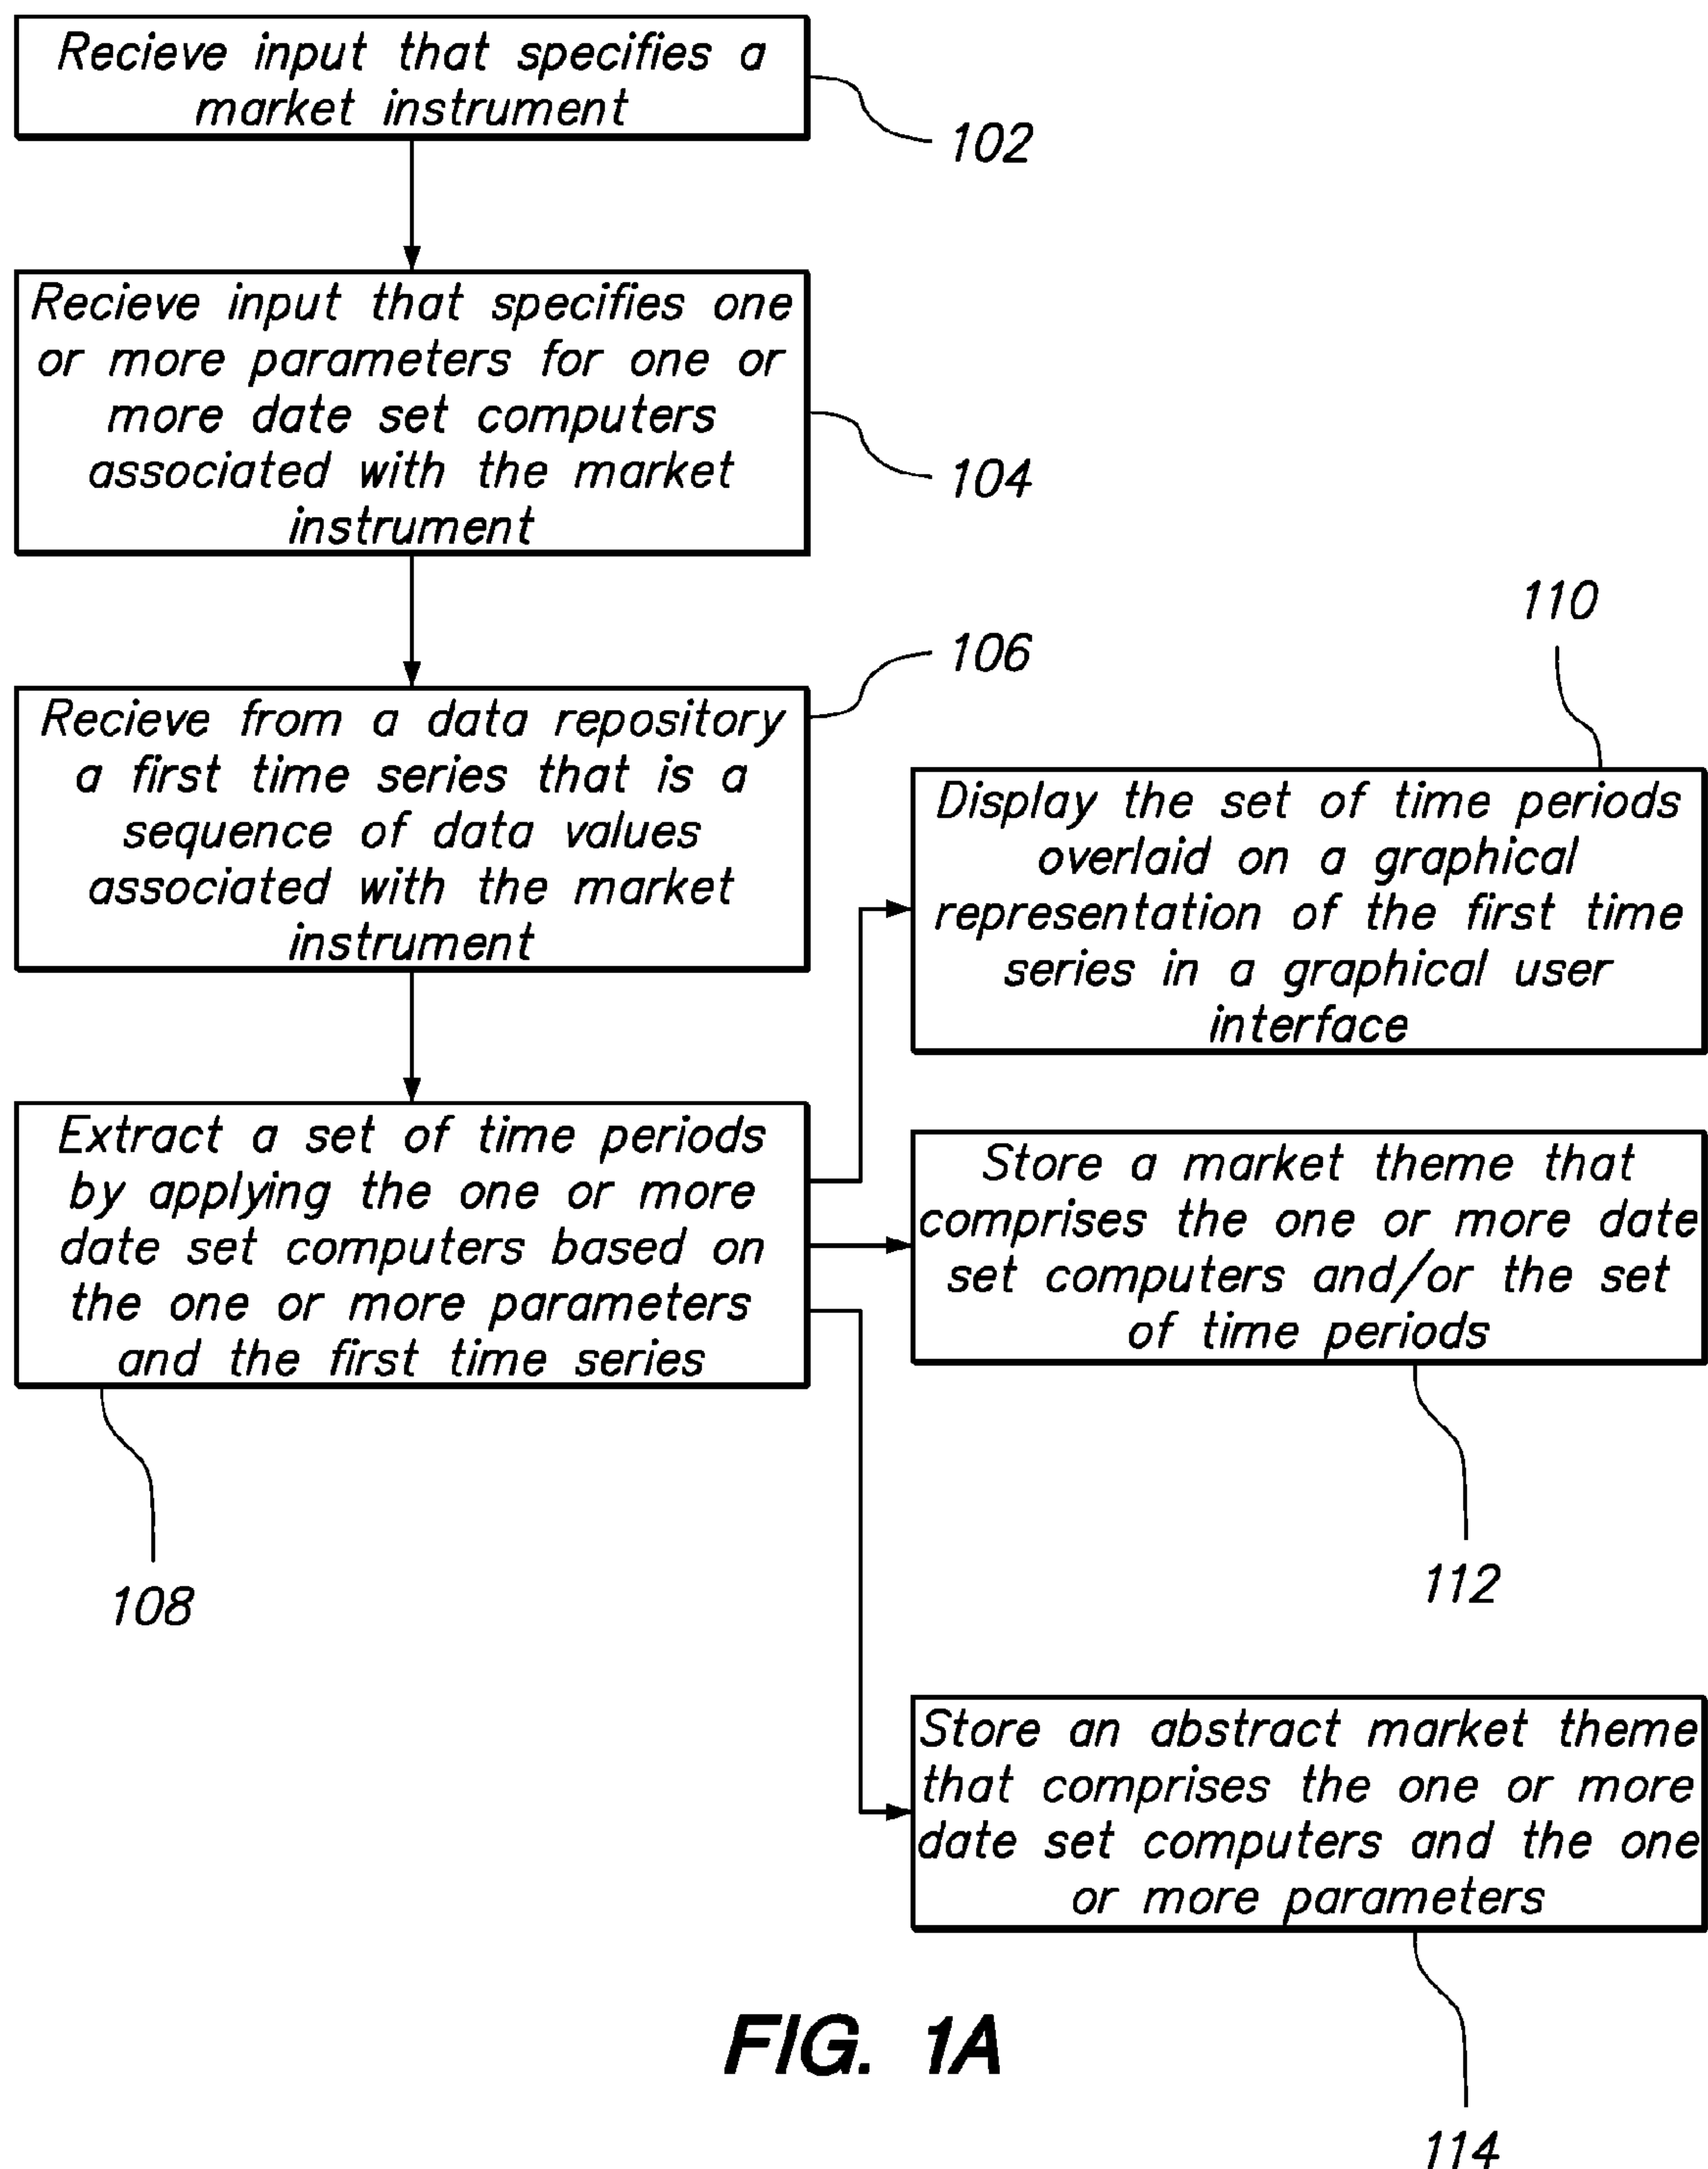 Recieve input that specifies a
market instrument
102
Recieve input that specifies one
or more parameters for one or
more date set computers
associated with the market
instrument
104
106
Recieve from a data repository
a first time series that is a
sequence of data values
associated with the market
instrument
Extract a set of time periods
by applying the one or more
date set computers based on
the one or more parameters
and the first time series
108
110
Display the set of time periods
overlaid on a graphical
representation of the first time
series in a graphical user
interface
Store a market theme that
comprises the one or more date
set computers and/or the set
of time periods
112
Store an abstract market theme
that comprises the one or more
date set computers and the one
or more parameters
114
FIG. 1A